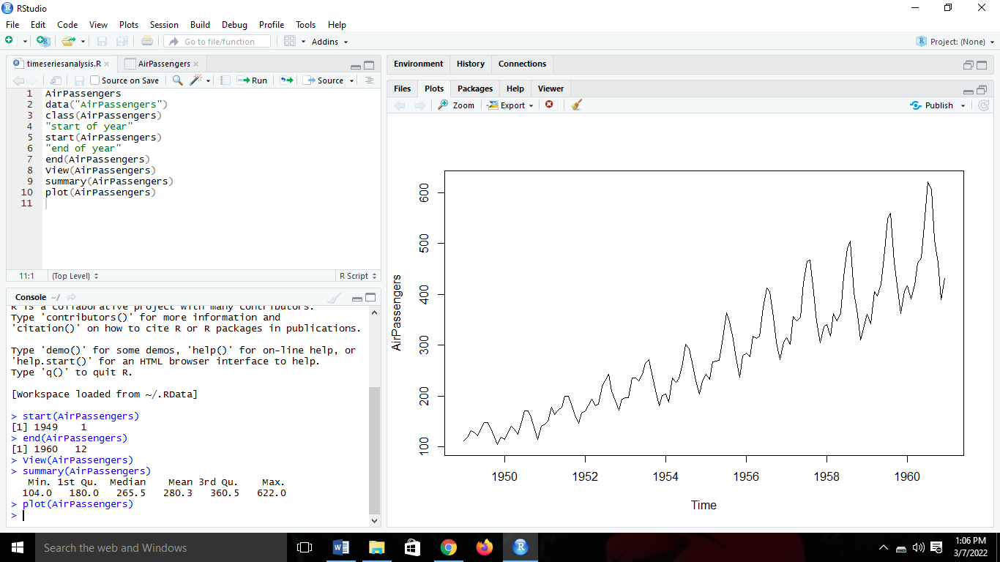 RStudio
File Edit Code View Plots Session Build Debug Profile Tools Help
Go to file/function Addins Project: (None)
timeseriesanalysis.R AirPassengers
Source on Save Run Source
1 AirPassengers
2 data("AirPassengers")
3 class(AirPassengers)
4 "start of year"
5 start(AirPassengers)
6 "end of year"
7 end(AirPassengers)
8 View(AirPassengers)
9 summary(AirPassengers)
10 plot(AirPassengers)
11
11:1 (Top Level) R Script
Console ~/
R is a collaborative project with many contributors.
Type 'contributors()' for more information and
'citation()' on how to cite R or R packages in publications.
Type 'demo()' for some demos, 'help()' for on-line help, or
'help.start()' for an HTML browser interface to help.
Type 'q()' to quit R.
[Workspace loaded from ~/.RData]
> start(AirPassengers)
[1] 1949 1
> end(AirPassengers)
[1] 1960 12
> View(AirPassengers)
> summary(AirPassengers)
Min. 1st Qu. Median Mean 3rd Qu. Max.
104.0 180.0 265.5 280.3 360.5 622.0
> plot(AirPassengers)
>
Environment History Connections
Files Plots Packages Help Viewer
Zoom Export Publish
600
500
400
300
200
100
AirPassengers
1950 1952 1954 1956 1958 1960
Time
Search the web and Windows
1:06 PM
3/7/2022